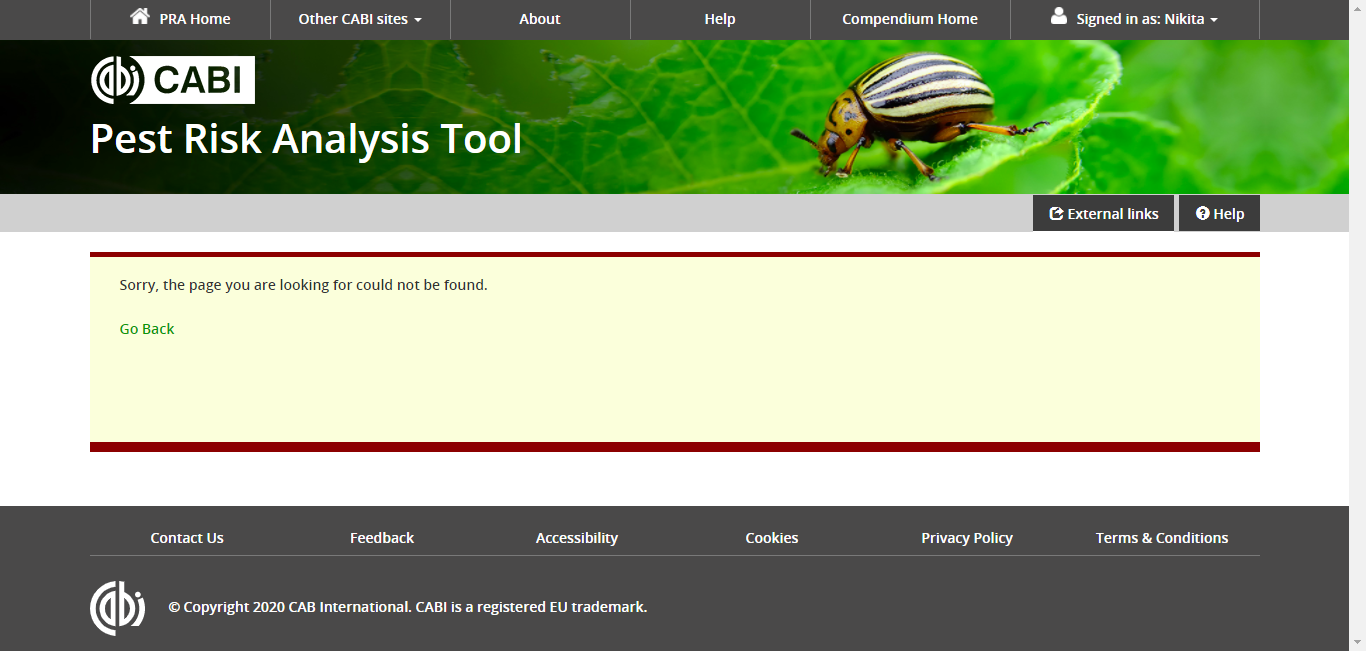 PRA Home
Other CABI sites
About
Help
Compendium Home
Signed in as: Nikita
CABI
Pest Risk Analysis Tool
External links
Help
Sorry, the page you are looking for could not be found.
Go Back
Contact Us
Feedback
Accessibility
Cookies
Privacy Policy
Terms & Conditions
cabi
© Copyright 2020 CAB International. CABI is a registered EU trademark.